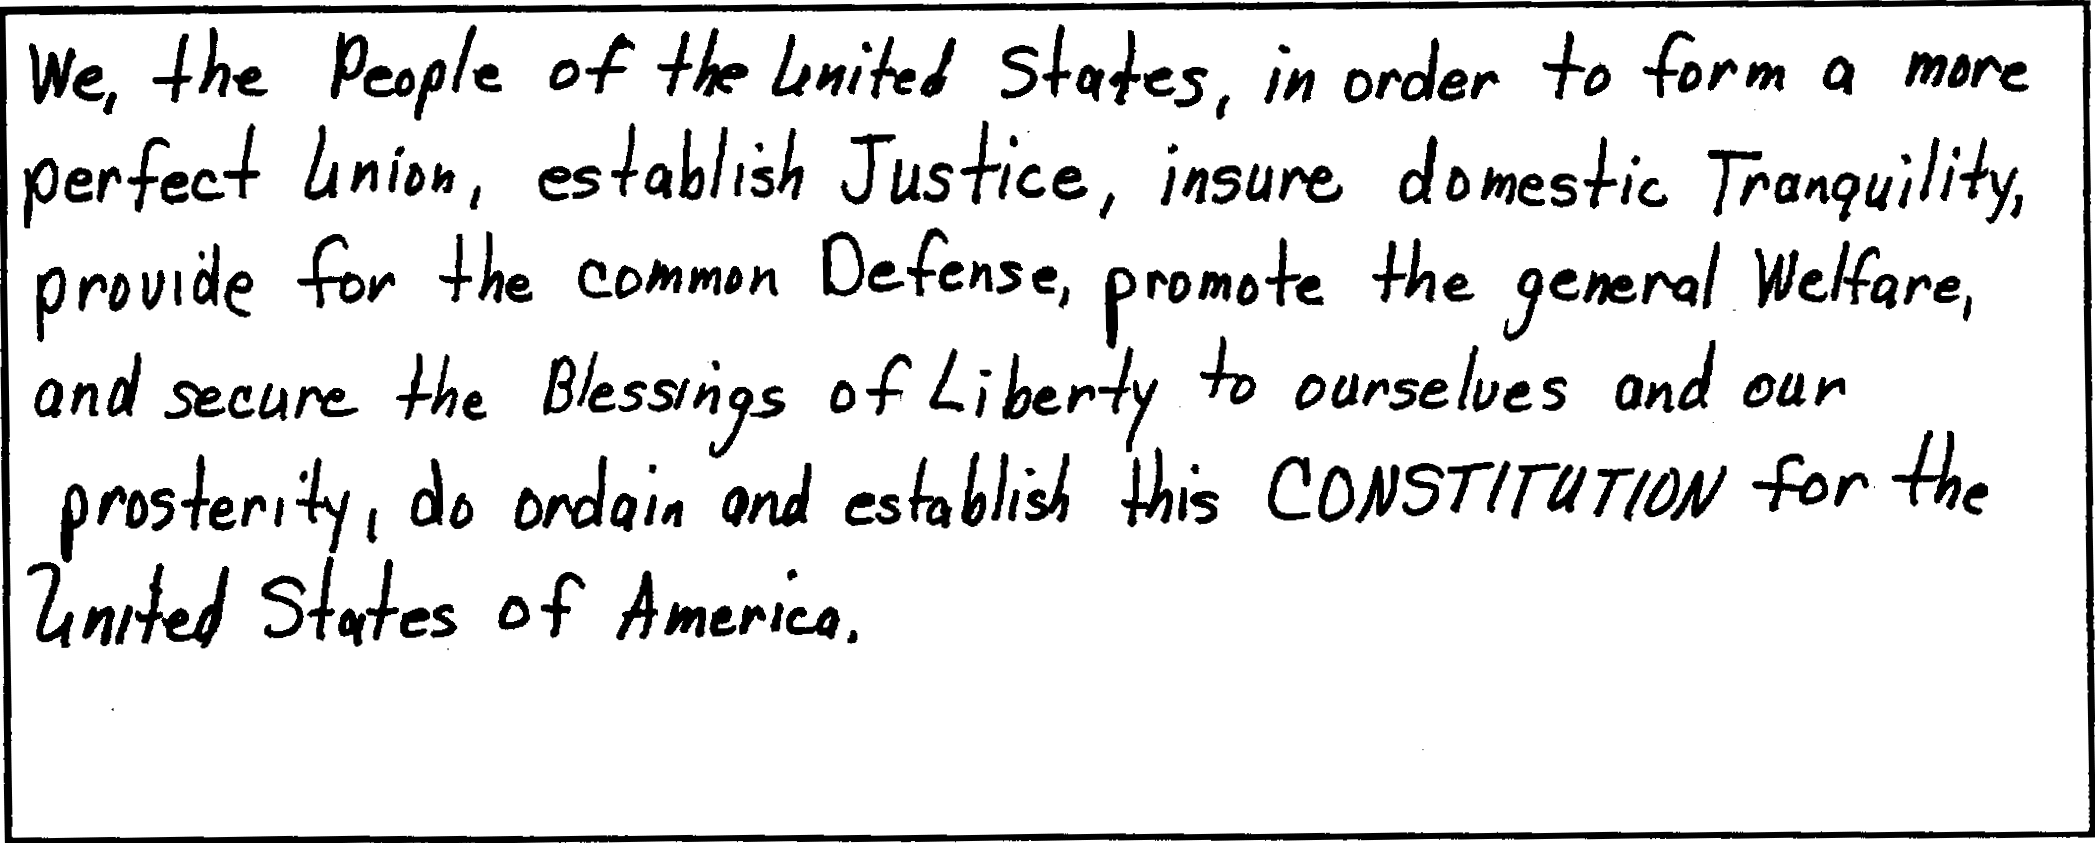 We, the People of the United States, in order to form a more
perfect Union, establish Justice, insure domestic Tranquility,
provide for the common Defense, promote the general Welfare,
and secure the Blessings of Liberty to ourselves and our
prosterity, do ordain and establish this CONSTITUTION for the
United States of America.